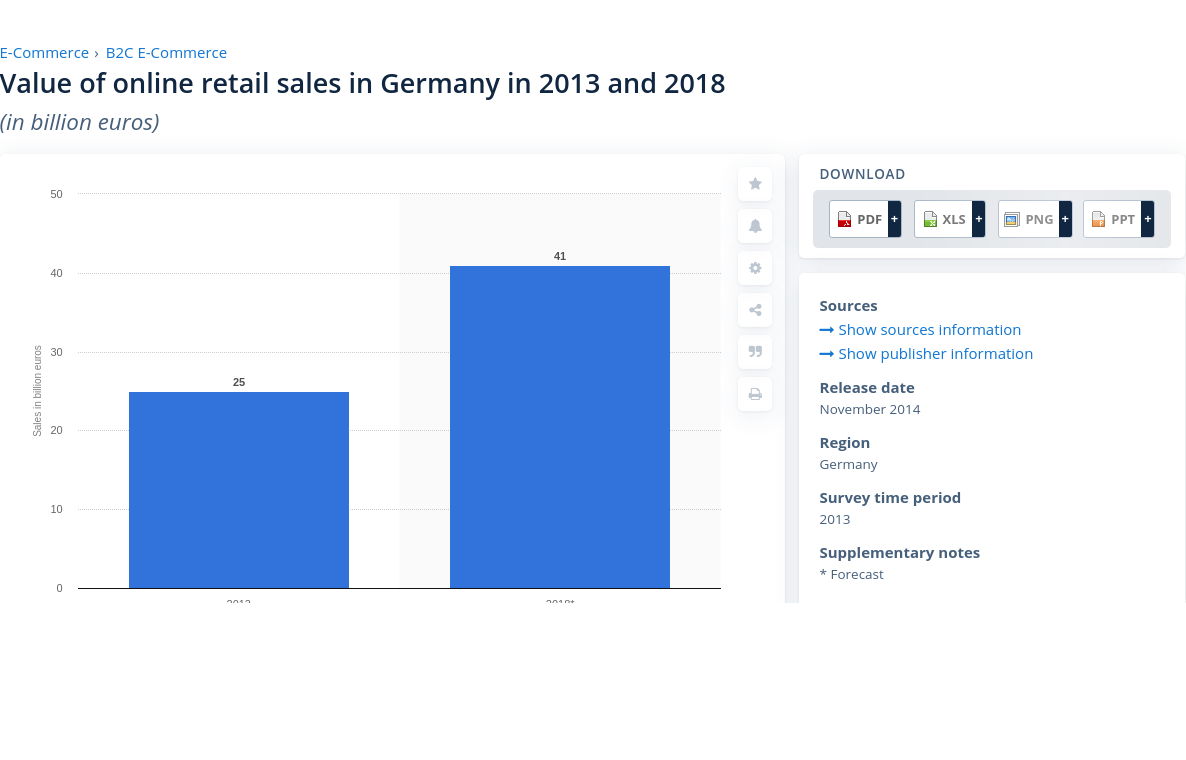 E-Commerce › B2C E-Commerce
Value of online retail sales in Germany in 2013 and 2018
(in billion euros)
50
40
30
20
10
0
Sales in billion euros
25
41
2013
2018*
DOWNLOAD
PDF +
XLS +
PNG +
PPT +
Sources
Show sources information
Show publisher information
Release date
November 2014
Region
Germany
Survey time period
2013
Supplementary notes
* Forecast